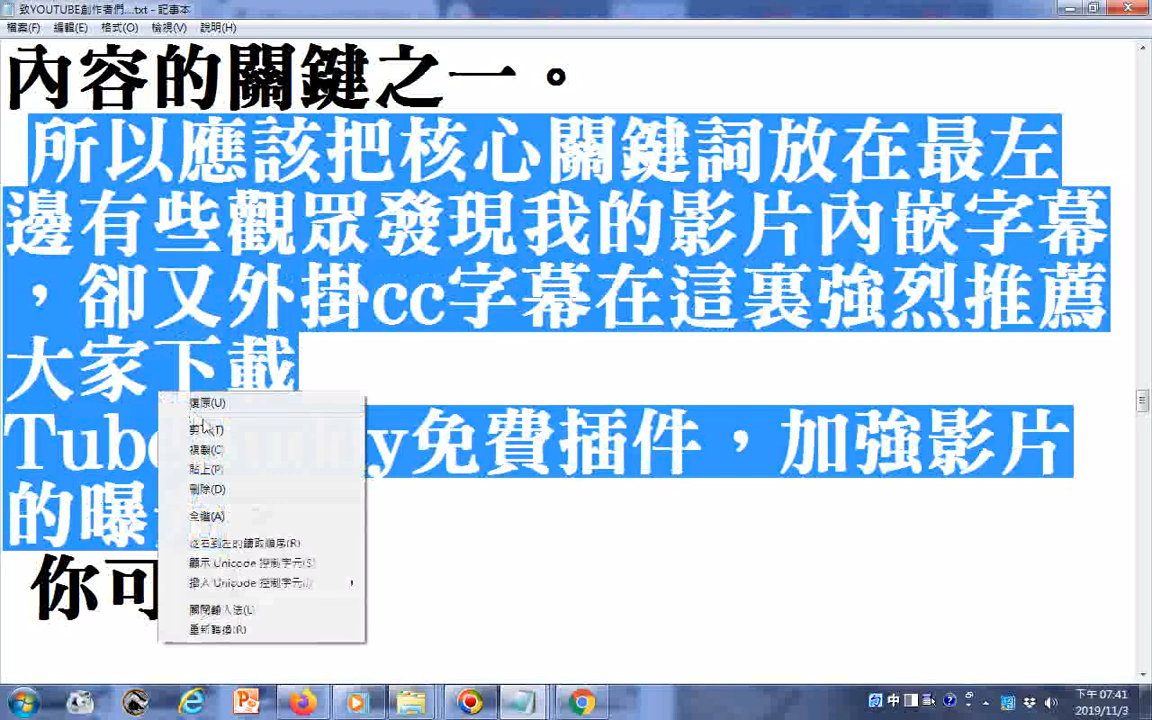 致YOUTUBE創作者們....txt - 記事本
檔案(F) 編輯(E) 格式(O) 檢視(V) 說明(H)
內容的關鍵之一。
所以應該把核心關鍵詞放在最左
邊有些觀眾發現我的影片內嵌字幕
，卻又外掛cc字幕在這裏強烈推薦
大家下載
復原(U)
剪下(T)
y免費插件，加強影片
複製(C)
貼上(P)
刪除(D)
的曝
全選(A)
從右到左的讀取順序(R)
顯示 Unicode 控制字元(S)
插入 Unicode 控制字元(I)
你可
關閉輸入法(L)
重新轉換(R)
中
下午 07:41
2019/11/3